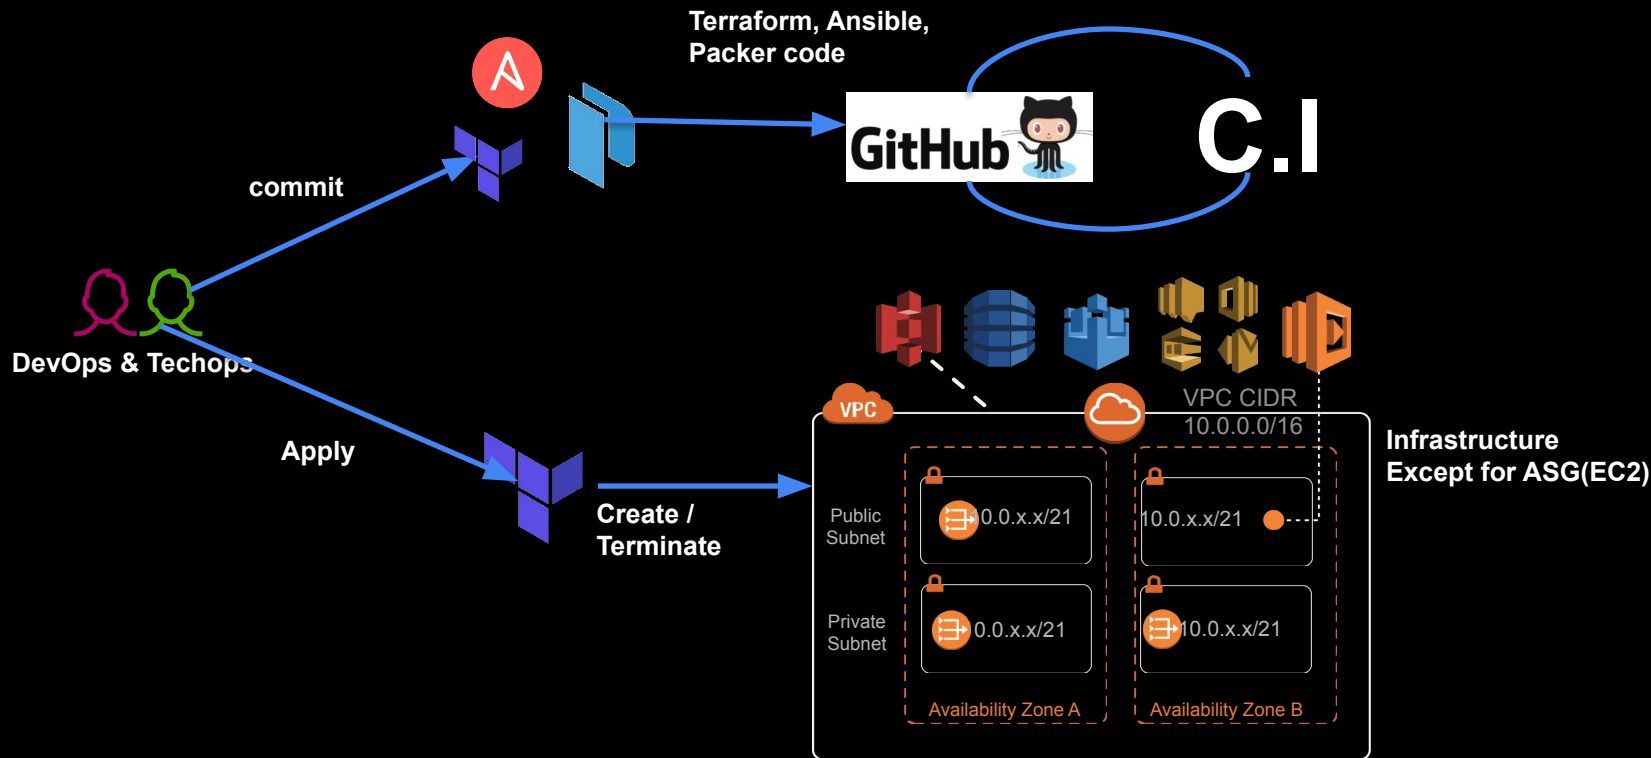 Terraform, Ansible,
Packer code
GitHub
C.I
commit
DevOps & Techops
Apply
Create /
Terminate
VPC
VPC CIDR
10.0.0.0/16
Infrastructure
Except for ASG(EC2)
Public
Subnet
10.0.x.x/21
10.0.x.x/21
Private
Subnet
0.0.x.x/21
10.0.x.x/21
Availability Zone A
Availability Zone B